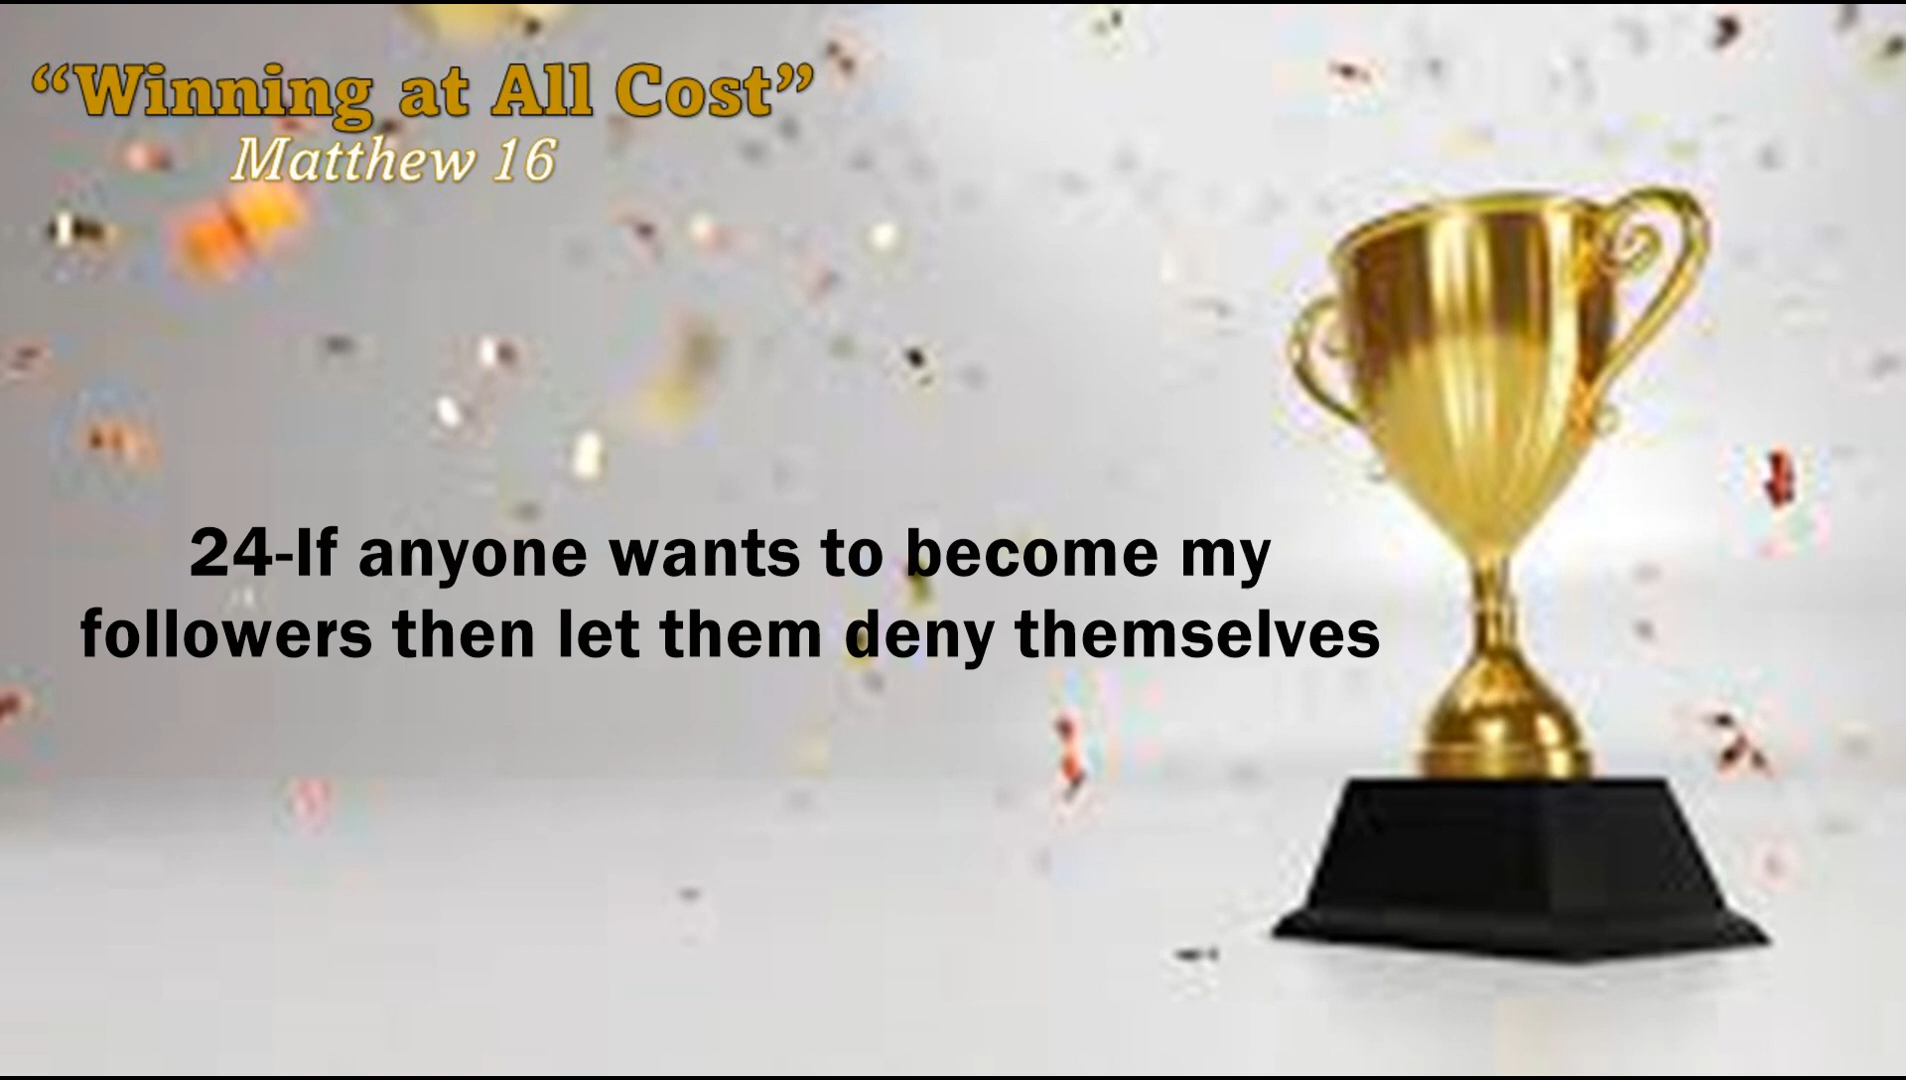 “Winning at All Cost”
Matthew 16
24-If anyone wants to become my
followers then let them deny themselves